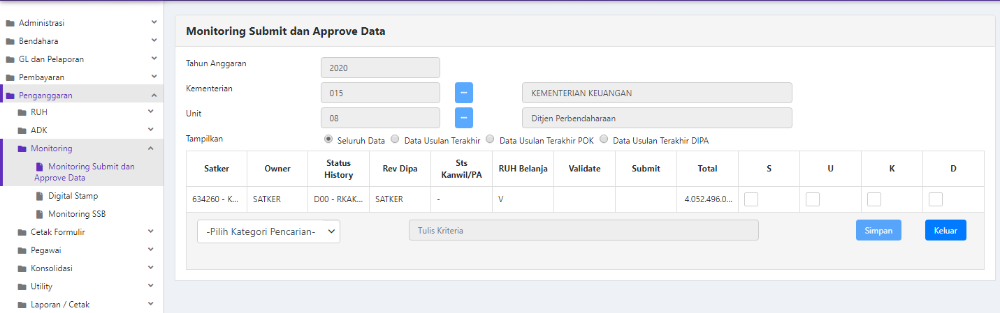 Administrasi
Bendahara
GL dan Pelaporan
Pembayaran
Penganggaran
RUH
ADK
Monitoring
Monitoring Submit dan
Approve Data
Digital Stamp
Monitoring SSB
Cetak Formulir
Pegawai
Konsolidasi
Utility
Laporan / Cetak
Monitoring Submit dan Approve Data
Tahun Anggaran 2020
Kementerian 015 ... KEMENTERIAN KEUANGAN
Unit 08 ... Ditjen Perbendaharaan
Tampilkan Seluruh Data Data Usulan Terakhir Data Usulan Terakhir POK Data Usulan Terakhir DIPA
Satker Owner Status History Rev Dipa Sts Kanwil/PA RUH Belanja Validate Submit Total S U K D
634260 - K... SATKER D00 - RKAK... SATKER - V 4.052.496.0...
-Pilih Kategori Pencarian- Tulis Kriteria Simpan Keluar